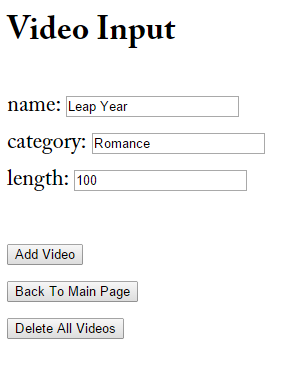 Video Input
name: Leap Year
category: Romance
length: 100
Add Video
Back To Main Page
Delete All Videos